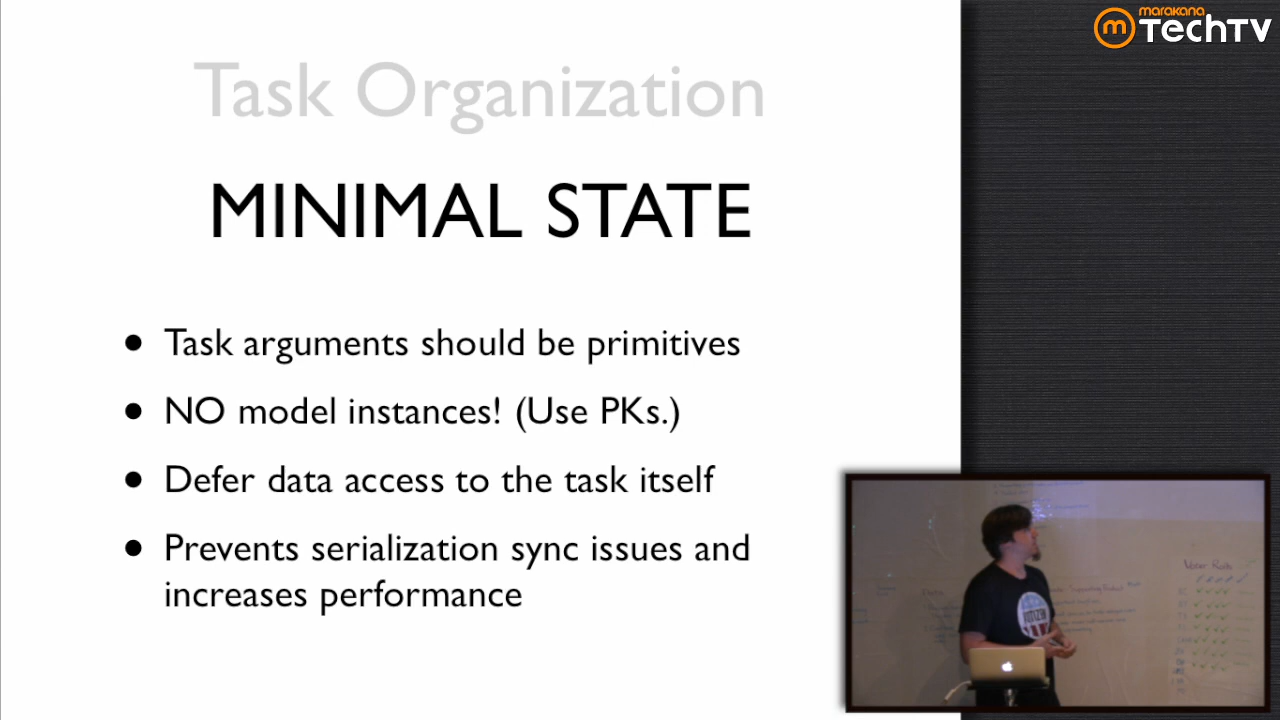 marakana
TechTV
Task Organization
MINIMAL STATE
• Task arguments should be primitives
• NO model instances! (Use PKs.)
• Defer data access to the task itself
• Prevents serialization sync issues and
increases performance